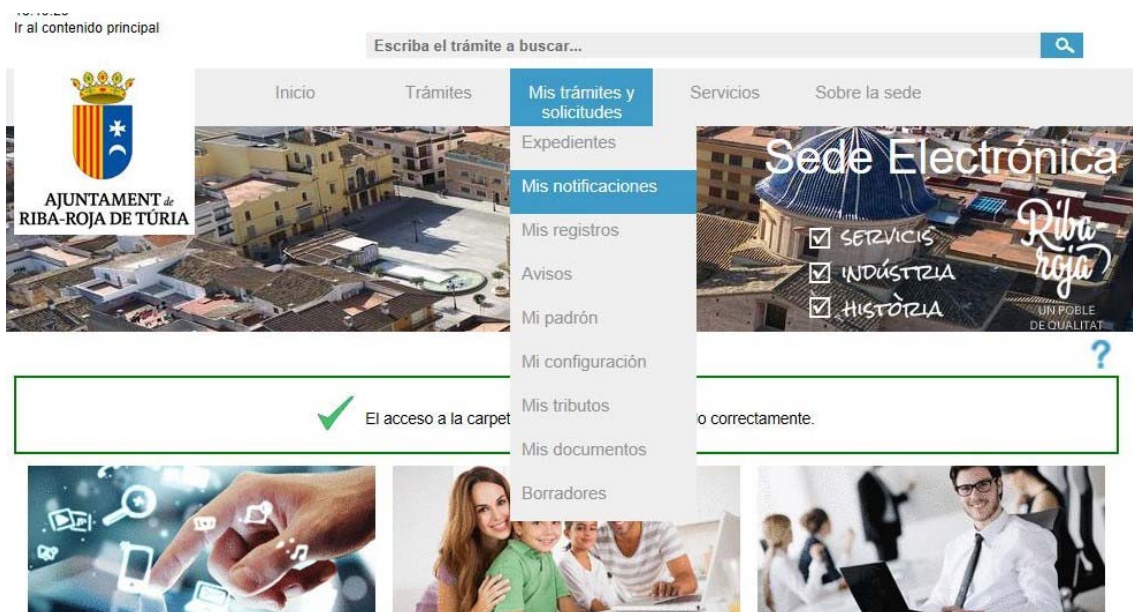 Ir al contenido principal
Escriba el trámite a buscar...
AJUNTAMENT de
RIBA-ROJA DE TÚRIA
Inicio
Trámites
Mis trámites y
solicitudes
Servicios
Sobre la sede
Expedientes
Mis notificaciones
Mis registros
Avisos
Mi padrón
Mi configuración
Mis tributos
Mis documentos
Borradores
Sede Electrónica
SERVICIS
INDÚSTRIA
HISTÒRIA
Riba-
roja
UN POBLE
DE QUALITAT
?
El acceso a la carpet
o correctamente.